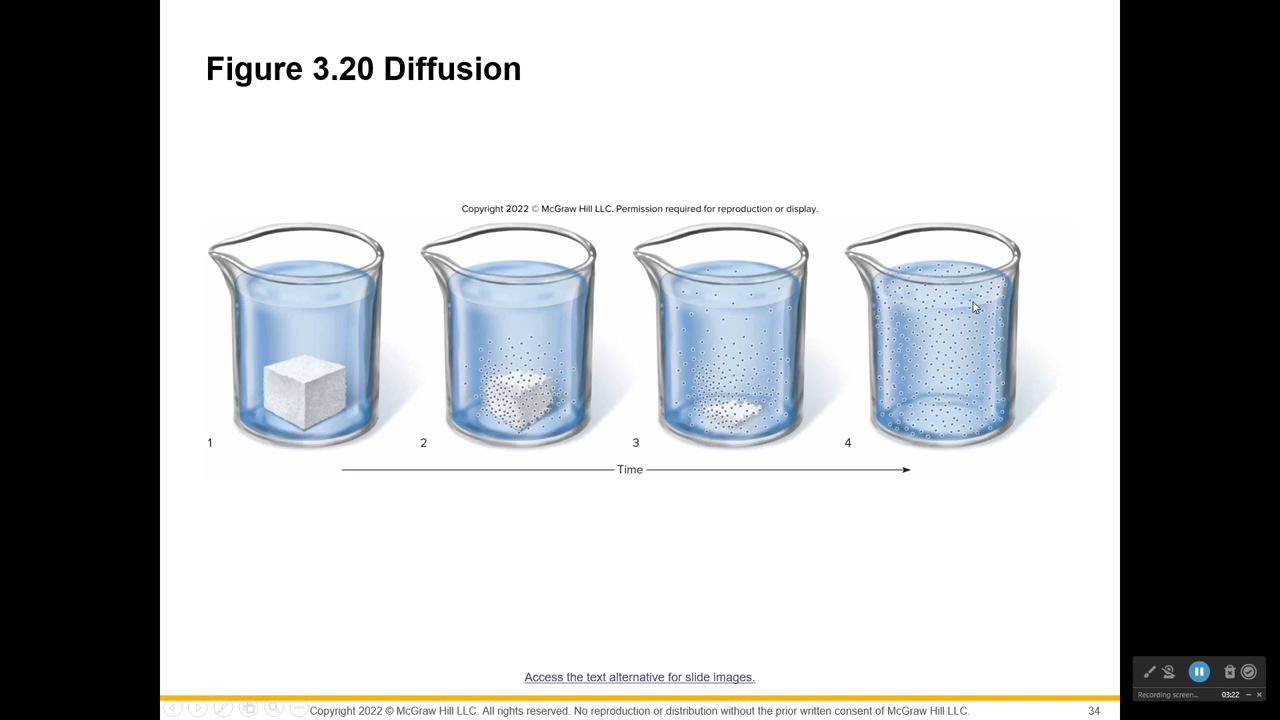 Figure 3.20 Diffusion
Copyright 2022 © McGraw Hill LLC. Permission required for reproduction or display.
1
2
3
4
Time
Access the text alternative for slide images.
Copyright 2022 © McGraw Hill LLC. All rights reserved. No reproduction or distribution without the prior written consent of McGraw Hill LLC.
34
Recording screen...
03:22